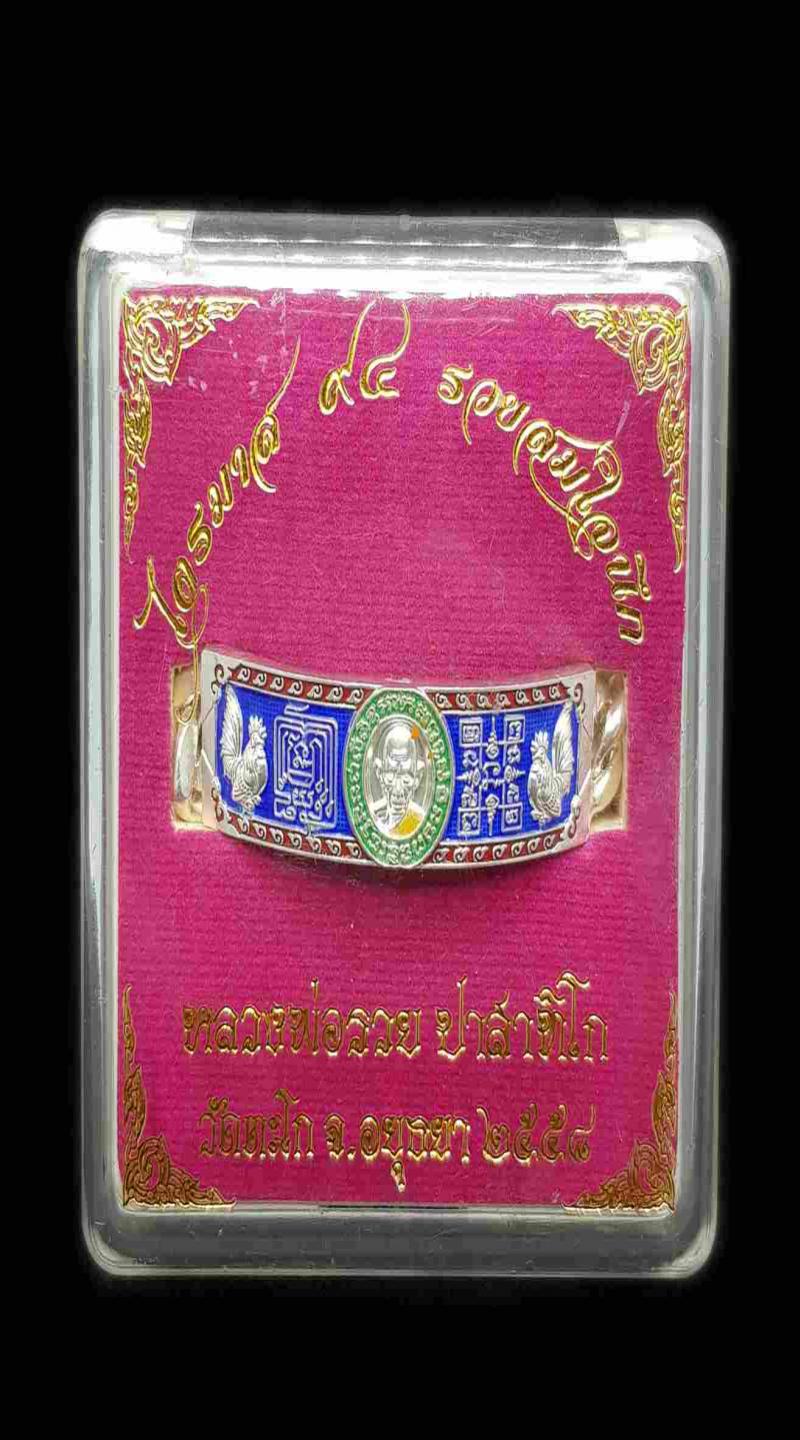 ไตรมาส ๙๔ รวยสมใจนึก
หลวงพ่อรวย ปาสาทิโก
วัดตะโก จ.อยุธยา ๒๕๕๘